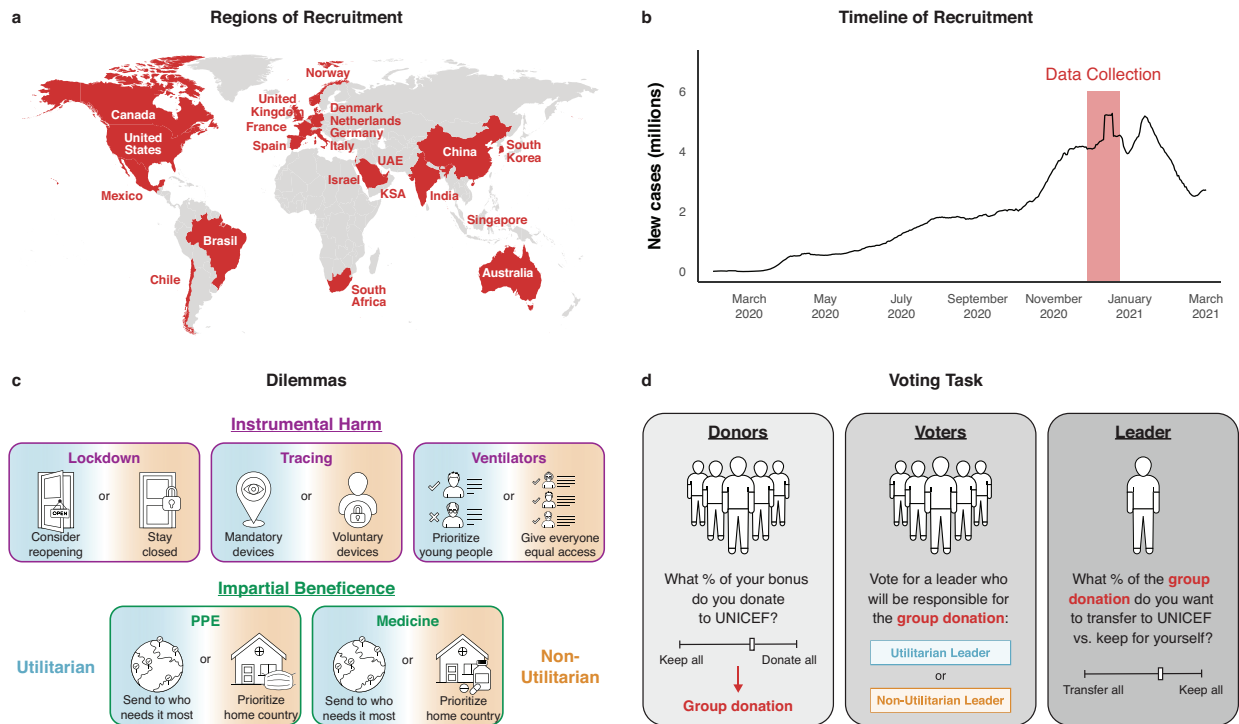 a
Regions of Recruitment
Norway
United
Kingdom
Denmark
Netherlands
Germany
Italy
France
Spain
Canada
United
States
Mexico
Brasil
Chile
Israel
UAE
KSA
India
China
South
Korea
Singapore
South
Africa
Australia
b
Timeline of Recruitment
Data Collection
New cases (millions)
6
4
2
0
March
2020
May
2020
July
2020
September
2020
November
2020
January
2021
March
2021
c
Dilemmas
Instrumental Harm
Lockdown
or
OPEN
Consider
reopening
Stay
closed
Tracing
or
Mandatory
devices
Voluntary
devices
Ventilators
or
Prioritize
young people
Give everyone
equal access
Impartial Beneficence
Utilitarian
PPE
or
Send to who
needs it most
Prioritize
home country
Medicine
or
Send to who
needs it most
Prioritize
home country
Non-
Utilitarian
d
Voting Task
Donors
What % of your bonus
do you donate
to UNICEF?
Keep all
Donate all
Group donation
Voters
Vote for a leader who
will be responsible for
the group donation:
Utilitarian Leader
or
Non-Utilitarian Leader
Leader
What % of the group
donation do you want
to transfer to UNICEF
vs. keep for yourself?
Transfer all
Keep all